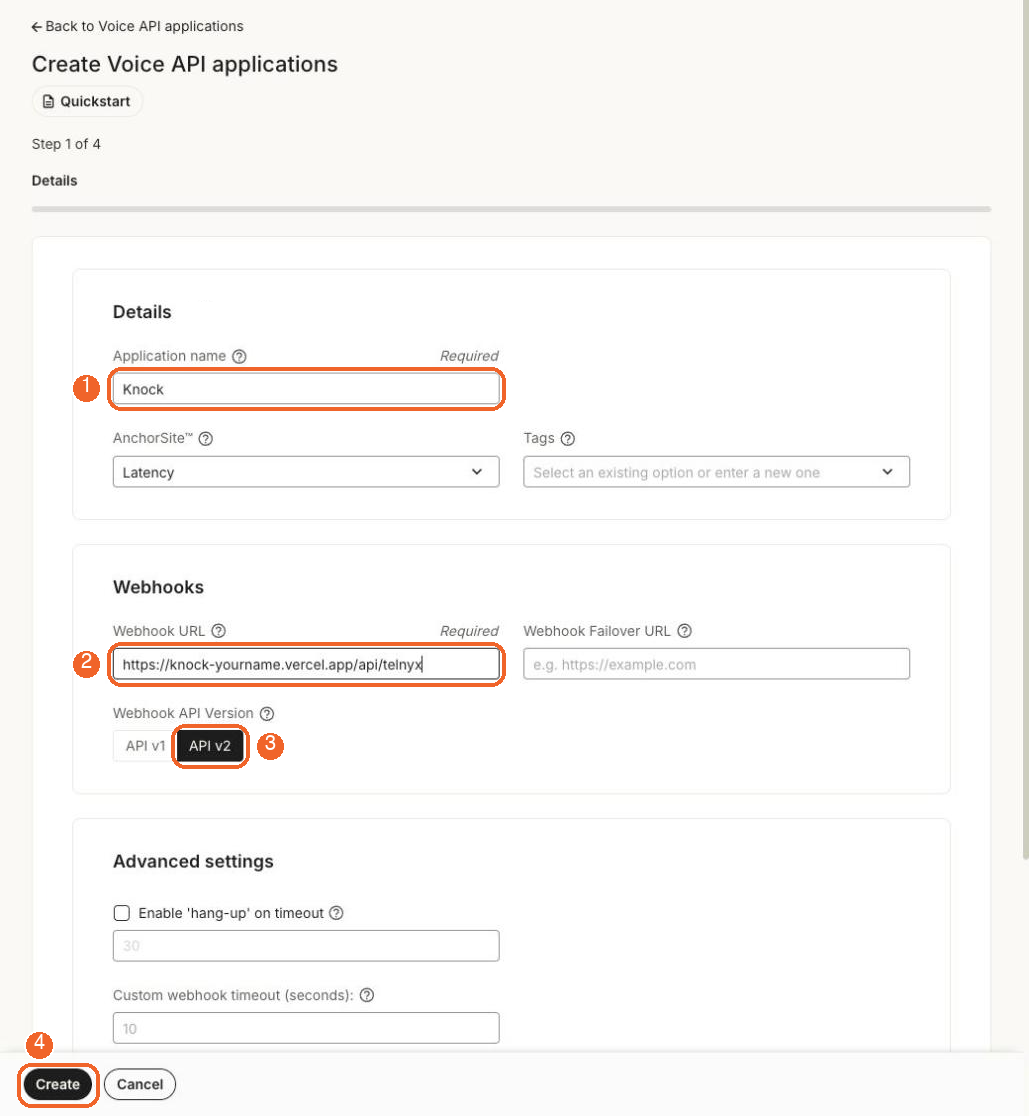 Back to Voice API applications
Create Voice API applications
Quickstart
Step 1 of 4
Details
Details
Application name
Required
1
Knock
AnchorSite™
Tags
Latency
Select an existing option or enter a new one
Webhooks
Webhook URL
Required
Webhook Failover URL
2
https://knock-yourname.vercel.app/api/telnyx
e.g. https://example.com
Webhook API Version
API v1
API v2
3
Advanced settings
Enable 'hang-up' on timeout
30
Custom webhook timeout (seconds):
10
4
Create
Cancel